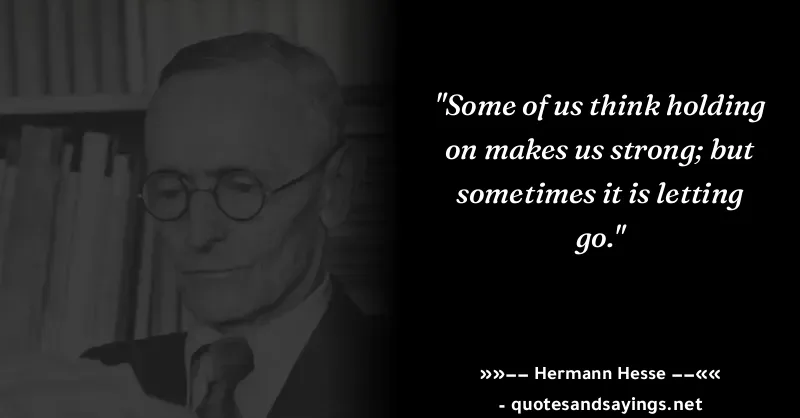 "Some of us think holding
on makes us strong; but
sometimes it is letting
go."
»»–– Hermann Hesse ––««
- quotesandsayings.net